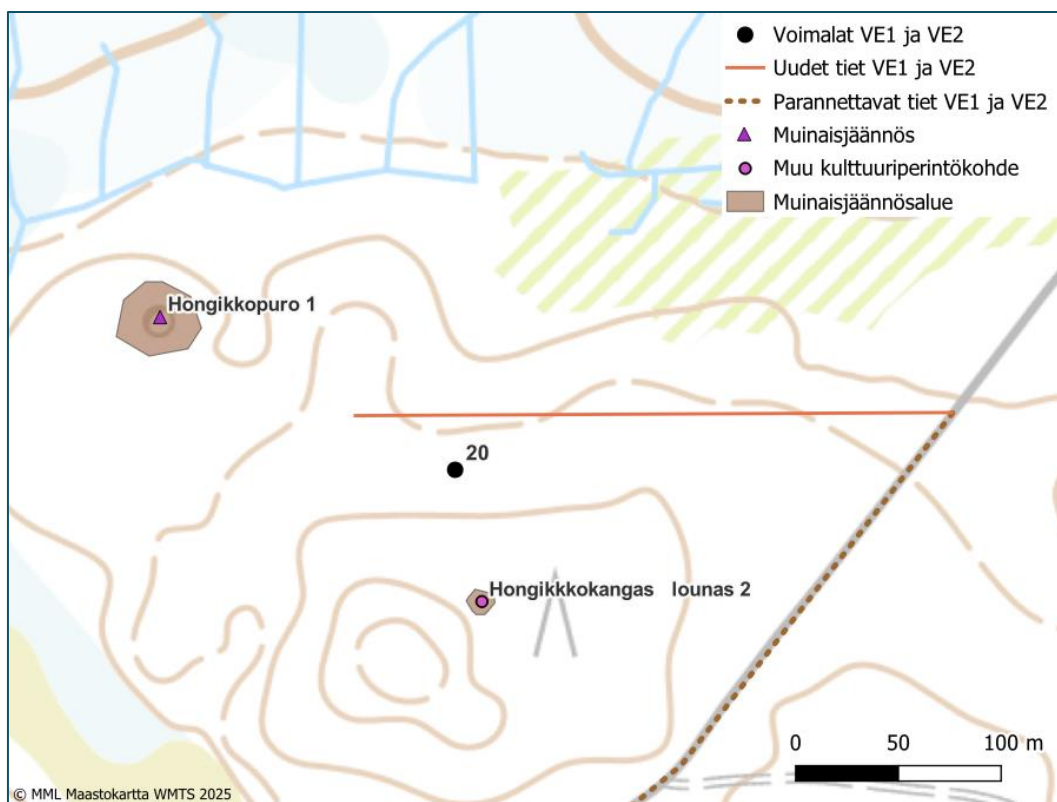 Voimalat VE1 ja VE2
Uudet tiet VE1 ja VE2
Parannettavat tiet VE1 ja VE2
Muinaisjäännös
Muu kulttuuriperintökohde
Muinaisjäännösalue
Hongikkopuro 1
20
Hongikkkokangas lounas 2
0 50 100 m
© MML Maastokartta WMTS 2025